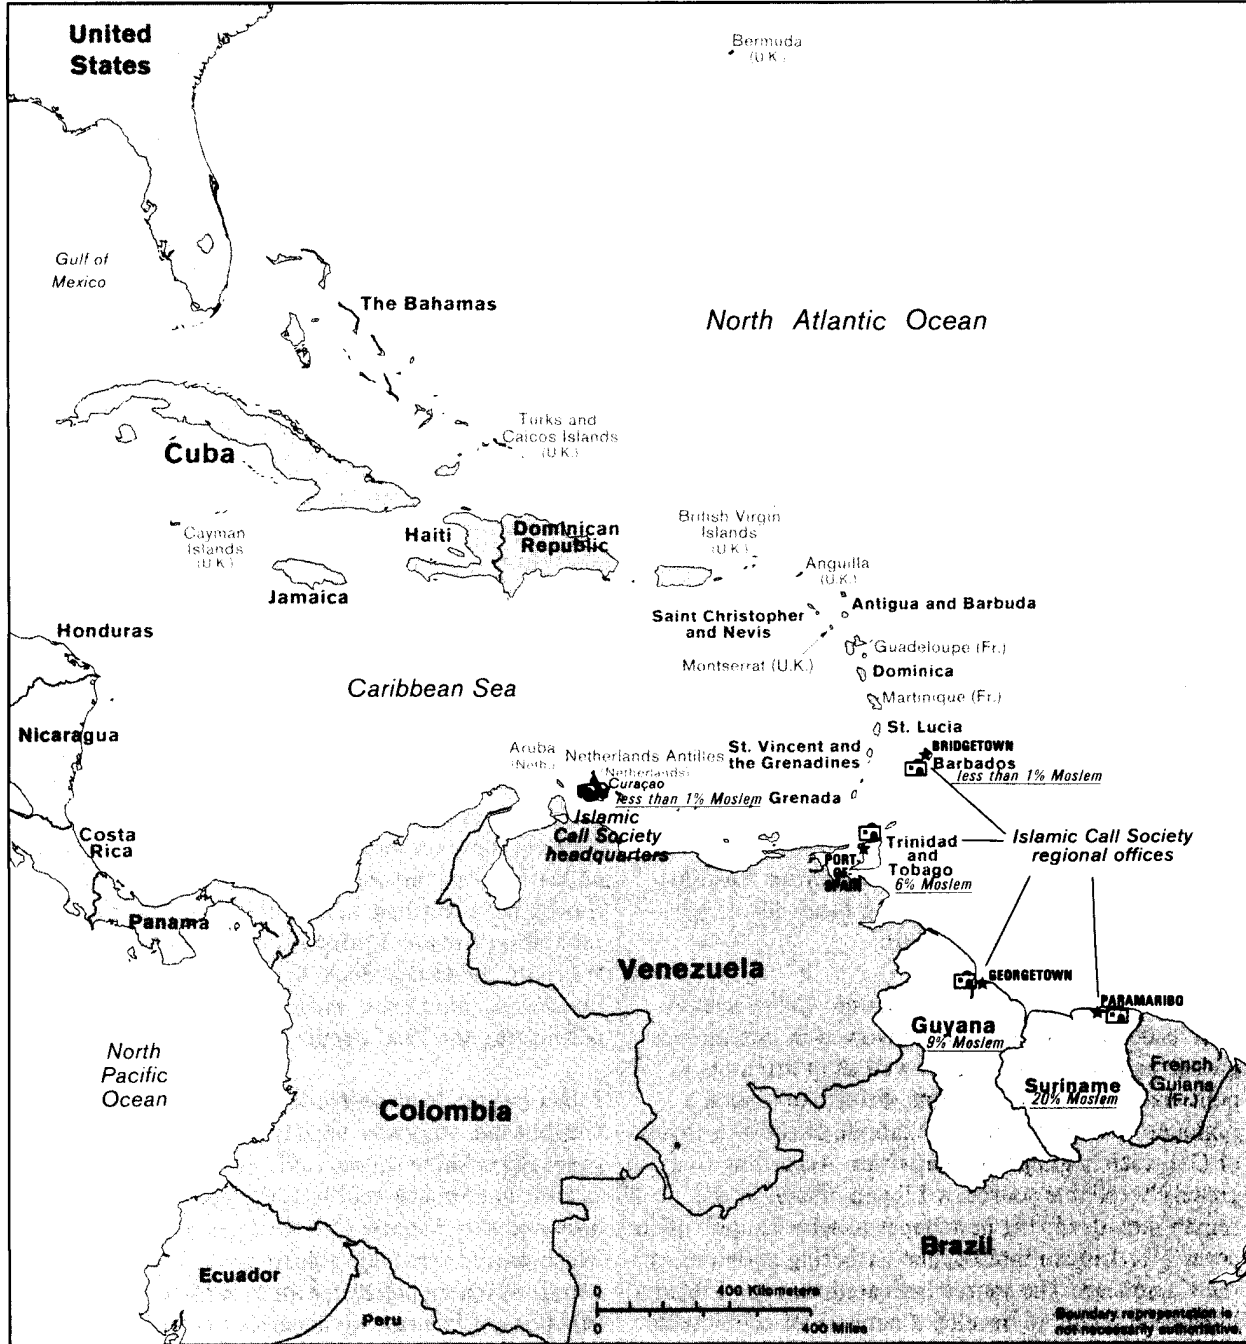 United
States
Bermuda
(U.K.)
Gulf of
Mexico
The Bahamas
North Atlantic Ocean
Turks and
Caicos Islands
(U.K.)
Cuba
Cayman
Islands
(U.K.)
Haiti
Dominican
Republic
British Virgin
Islands
(U.K.)
Jamaica
Anguilla
(U.K.)
Antigua and Barbuda
Saint Christopher
and Nevis
Honduras
Guadeloupe (Fr.)
Montserrat (U.K.)
Dominica
Caribbean Sea
Martinique (Fr.)
St. Lucia
Nicaragua
Aruba
(Neth.)
Netherlands Antilles
(Netherlands)
St. Vincent and
the Grenadines
BRIDGETOWN
Barbados
less than 1% Moslem
Curaçao
less than 1% Moslem
Grenada
Islamic
Call Society
headquarters
Costa
Rica
Trinidad
and
Tobago
6% Moslem
PORT-
OF-
SPAIN
Islamic Call Society
regional offices
Panama
Venezuela
GEORGETOWN
PARAMARIBO
Guyana
9% Moslem
North
Pacific
Ocean
French
Guiana
(Fr.)
Suriname
20% Moslem
Colombia
Brazil
Ecuador
Peru
0 400 Kilometers
0 400 Miles
Boundary representation is
not necessarily authoritative.